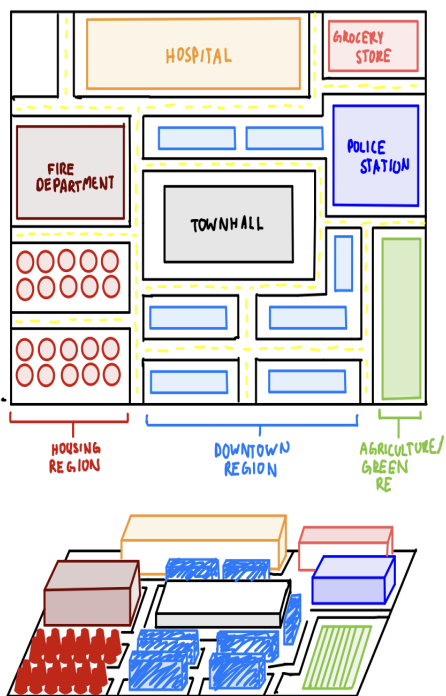 HOSPITAL
GROCERY
STORE
FIRE
DEPARTMENT
POLICE
STATION
TOWNHALL
HOUSING
REGION
DOWNTOWN
REGION
AGRICULTURE/
GREEN
RE